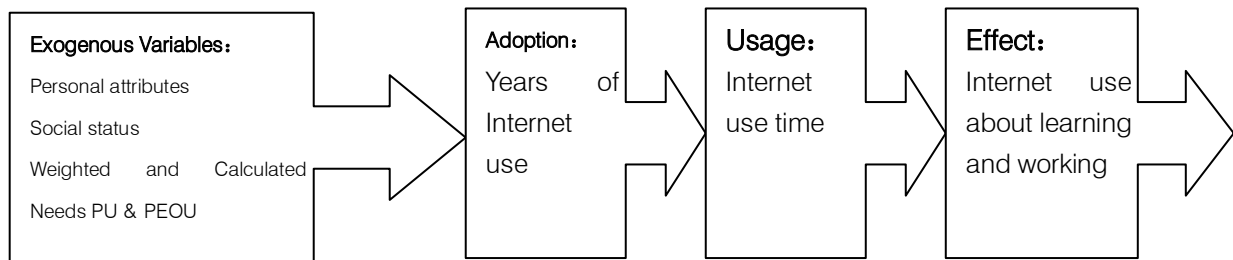 Exogenous Variables：
Personal attributes
Social status
Weighted and Calculated
Needs PU & PEOU
Adoption：
Years of
Internet
use
Usage：
Internet
use time
Effect：
Internet use
about learning
and working